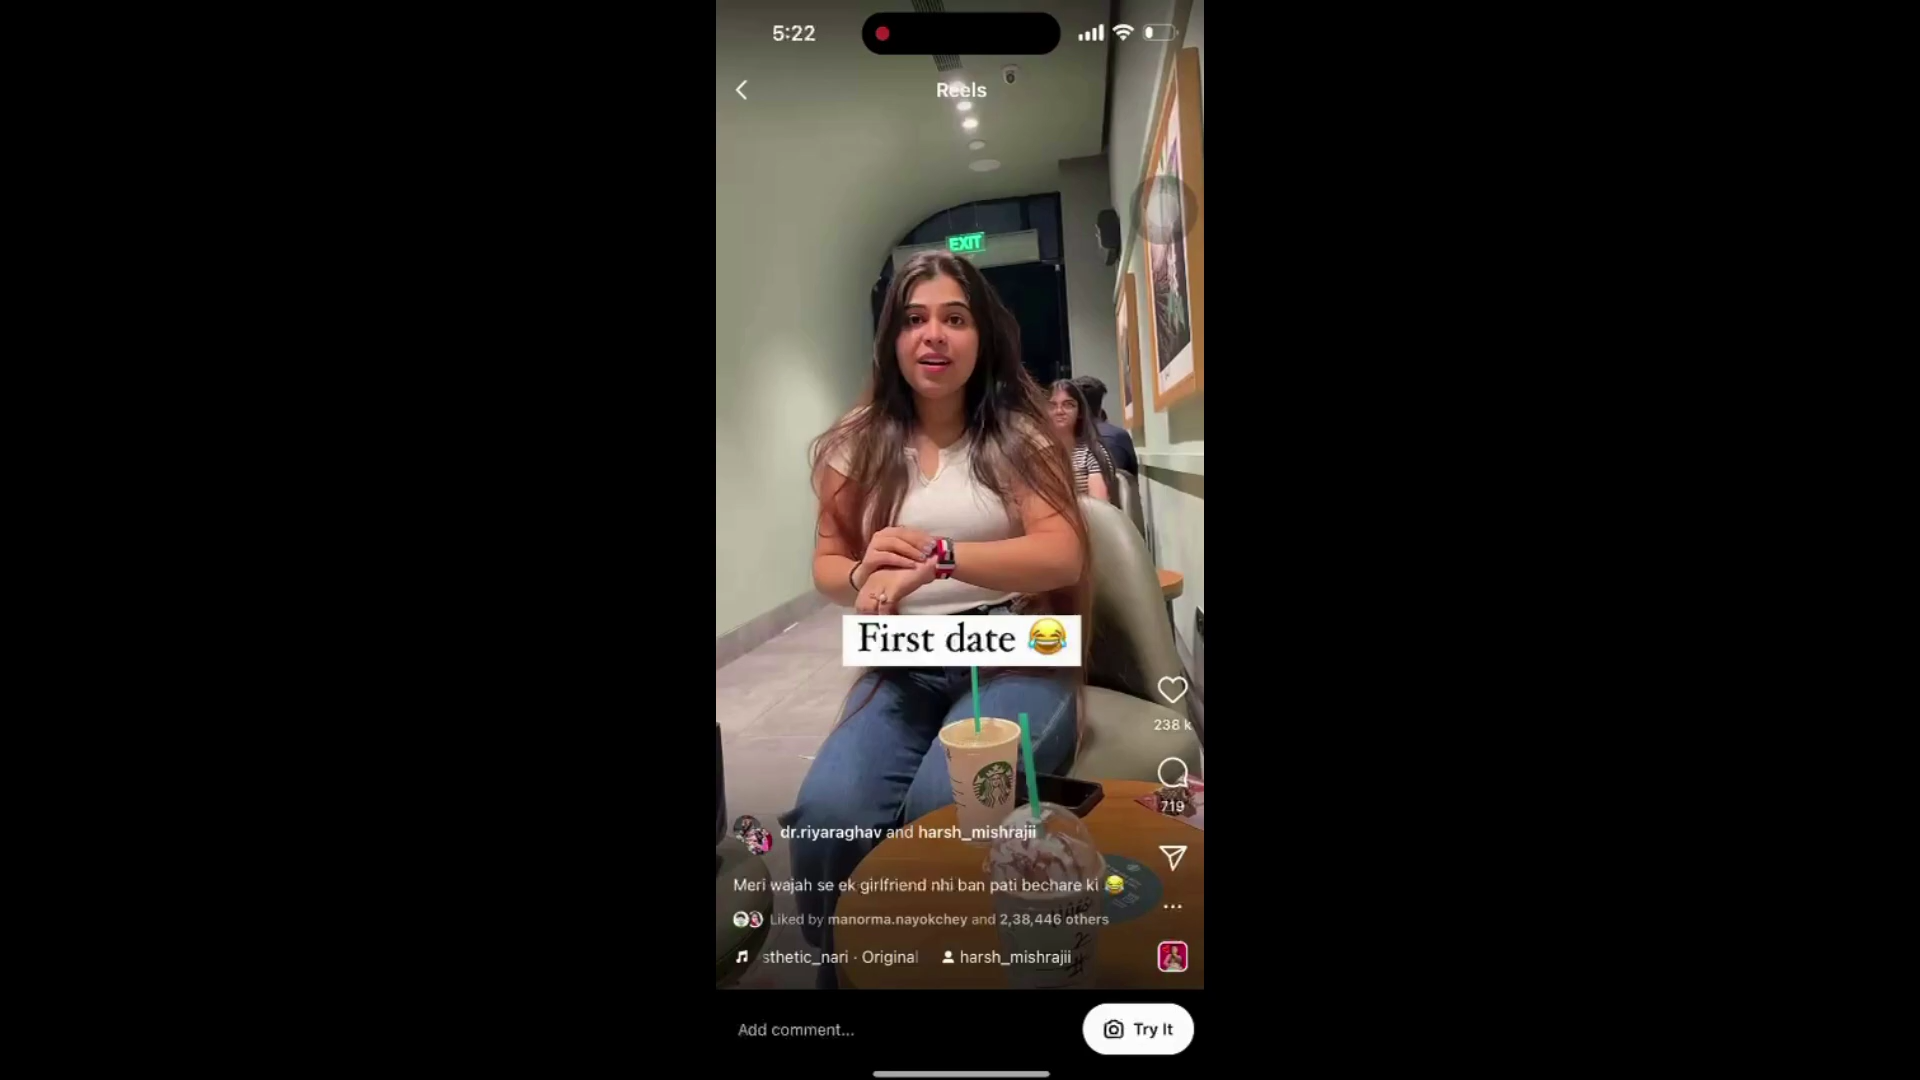 5:22
Reels
EXIT
First date 😂
238 k
719
dr.riyaraghav and harsh_mishrajii
Meri wajah se ek girlfriend nhi ban pati bechare ki 😂
Liked by manorma.nayokchey and 2,38,446 others
sthetic_nari · Original harsh_mishrajii
Add comment...
Try It